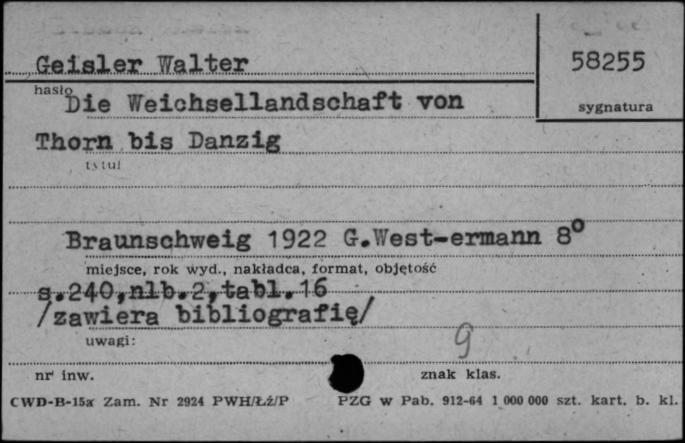 Geisler Walter
58255
hasło
sygnatura
Die Weichsellandschaft von
Thorn bis Danzig
tytuł
Braunschweig 1922 G.West-ermann 8°
miejsce, rok wyd., nakładca, format, objętość
s.240,nlb.2,tabl.16
/zawiera bibliografię/
uwagi:
9
nr inw.
znak klas.
CWD-B-15a Zam. Nr 2924 PWH/Łź/P PZG w Pab. 912-64 1 000 000 szt. kart. b. kl.